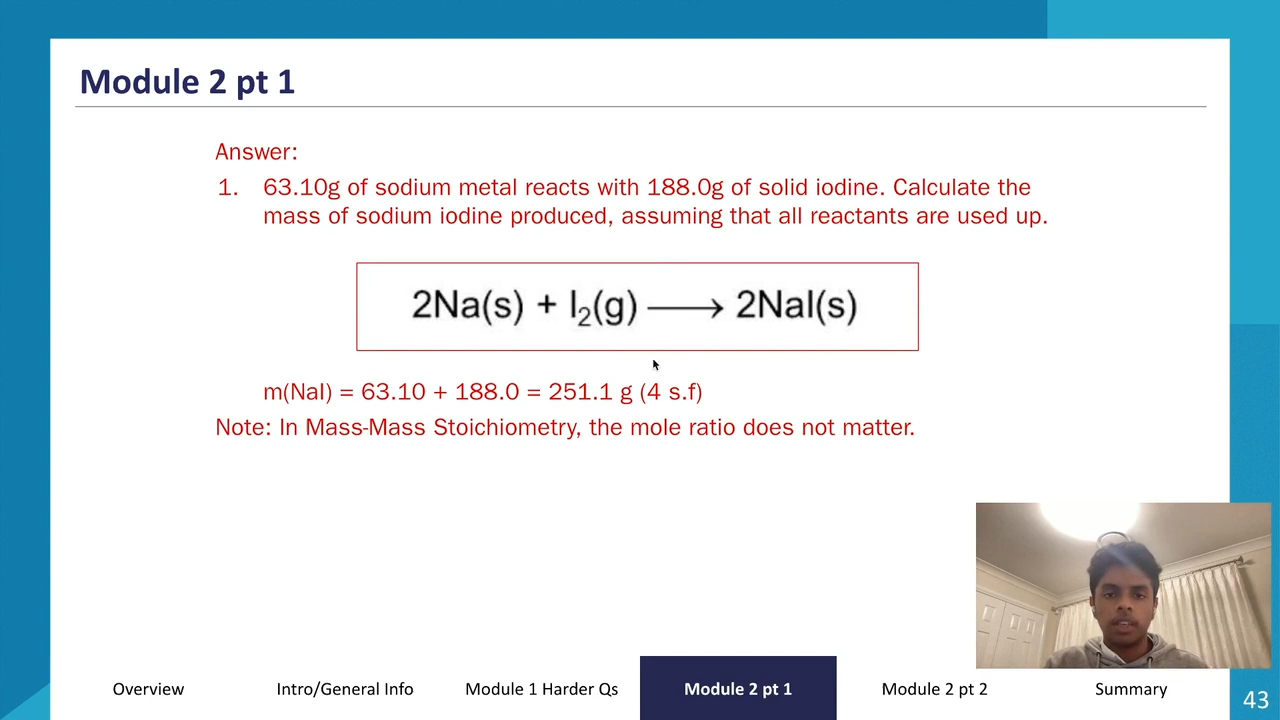 Module 2 pt 1
Answer:
1. 63.10g of sodium metal reacts with 188.0g of solid iodine. Calculate the
mass of sodium iodine produced, assuming that all reactants are used up.
2Na(s) + I₂(g) ⟶ 2NaI(s)
m(NaI) = 63.10 + 188.0 = 251.1 g (4 s.f)
Note: In Mass-Mass Stoichiometry, the mole ratio does not matter.
Overview Intro/General Info Module 1 Harder Qs Module 2 pt 1 Module 2 pt 2 Summary
43